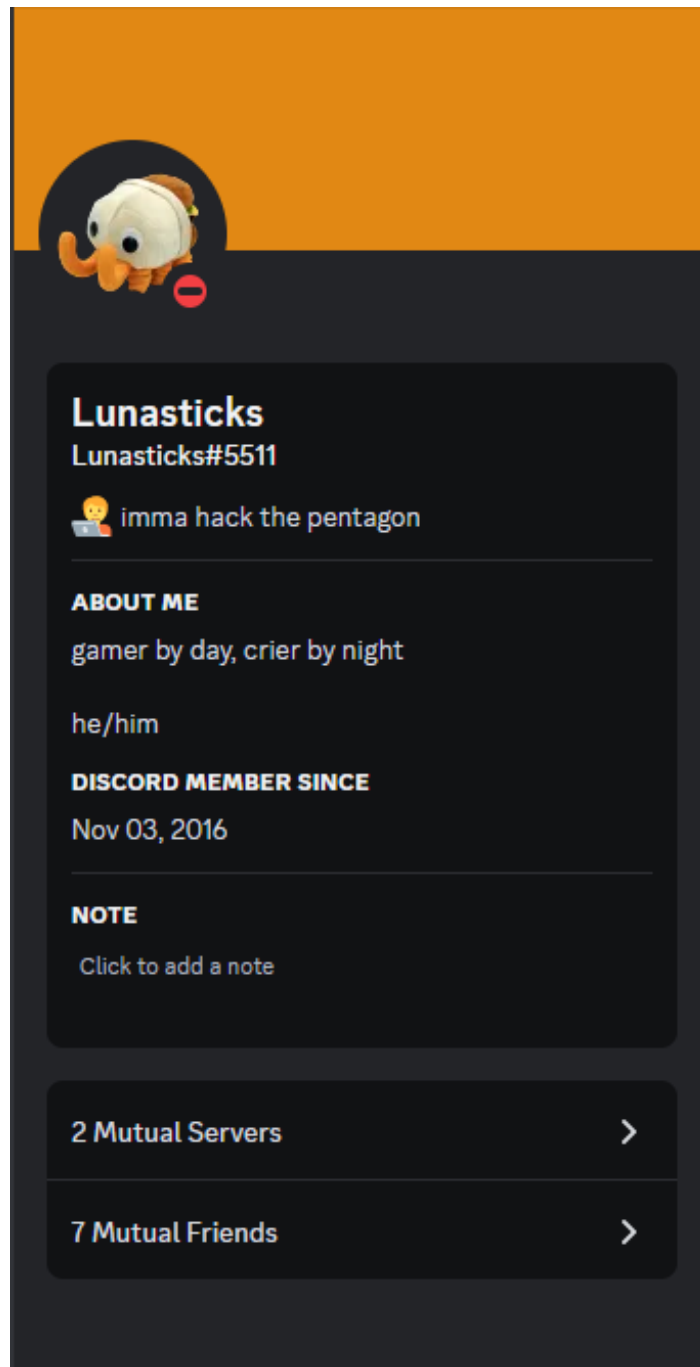 Lunasticks
Lunasticks#5511
imma hack the pentagon
ABOUT ME
gamer by day, crier by night
he/him
DISCORD MEMBER SINCE
Nov 03, 2016
NOTE
Click to add a note
2 Mutual Servers
7 Mutual Friends